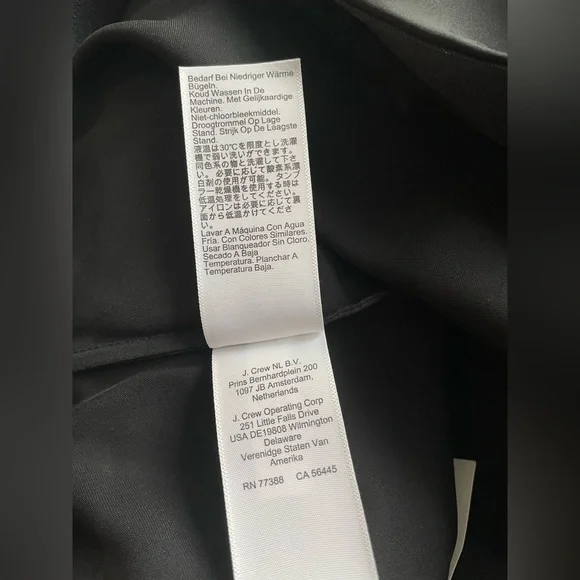 Bedarf Bei Niedriger Wärme
Bügeln.
Koud Wassen In De
Machine. Met Gelijkaardige
Kleuren.
Niet-chloorbleekmiddel.
Droogtrommel Op Lage
Stand. Strijk Op De Laagste
Stand.
液温は30℃を限度とし洗濯
機で弱い洗いができます。
同色系の物と洗濯して下さ
い。必要に応じて酸素系漂
白剤の使用が可能。タンブ
ラー乾燥機を使用する時は
低温処理をしてください。
アイロンは必要に応じて裏
面から低温かけてくださ
い。
Lavar A Máquina Con Agua
Fría. Con Colores Similares.
Usar Blanqueador Sin Cloro.
Secado A Baja
Temperatura. Planchar A
Temperatura Baja.
J. Crew NL B.V.
Prins Bernhardplein 200
1097 JB Amsterdam,
Netherlands
J. Crew Operating Corp
251 Little Falls Drive
USA DE19808 Wilmington
Delaware
Verenidge Staten Van
Amerika
RN 77388 CA 56445